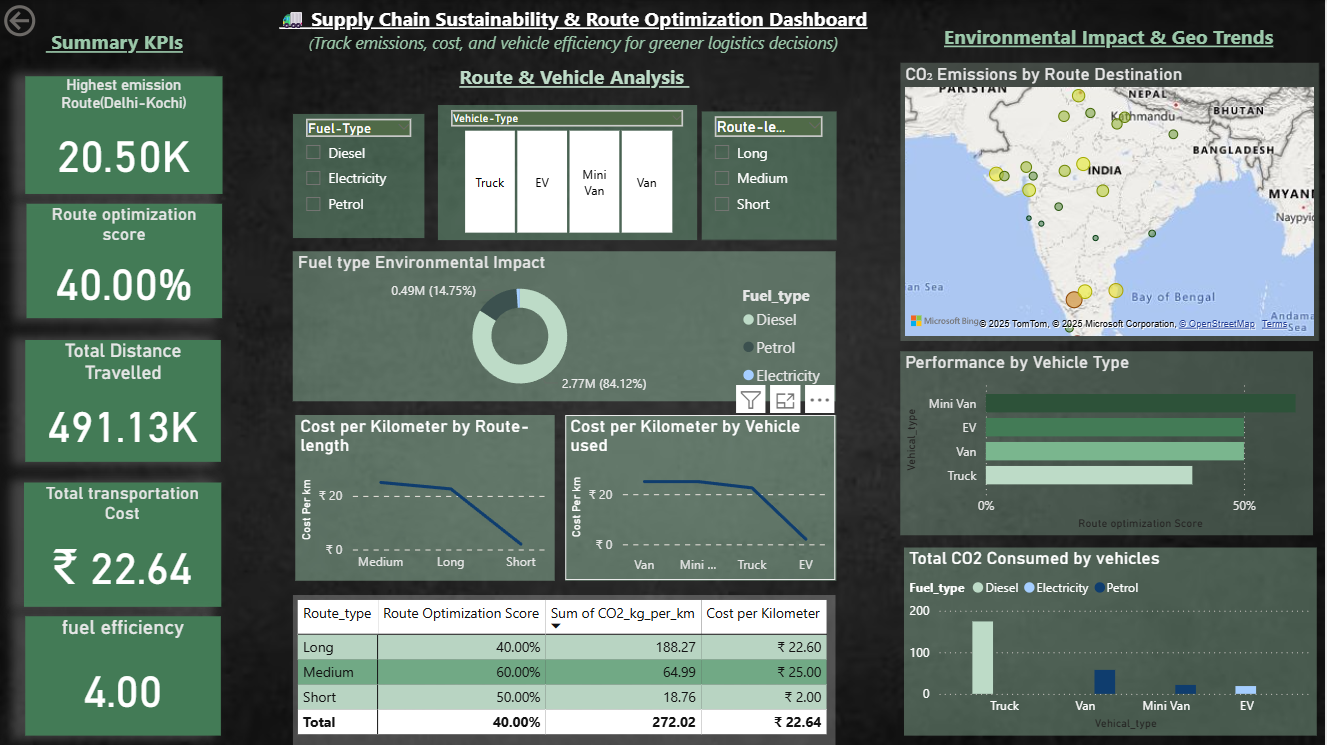 🚛 Supply Chain Sustainability & Route Optimization Dashboard
(Track emissions, cost, and vehicle efficiency for greener logistics decisions)
Summary KPIs
Highest emission
Route(Delhi-Kochi)
20.50K
Route optimization
score
40.00%
Total Distance
Travelled
491.13K
Total transportation
Cost
₹ 22.64
fuel efficiency
4.00
Route & Vehicle Analysis
Fuel-Type
Diesel
Electricity
Petrol
Vehicle-Type
Truck
EV
Mini
Van
Van
Route-le...
Long
Medium
Short
Fuel type Environmental Impact
0.49M (14.75%)
2.77M (84.12%)
Fuel_type
Diesel
Petrol
Electricity
Cost per Kilometer by Route-
length
Cost Per km
₹ 20
₹ 0
Medium Long Short
Cost per Kilometer by Vehicle
used
Cost Per km
₹ 20
₹ 0
Van Mini ... Truck EV
Route_type Route Optimization Score Sum of CO2_kg_per_km Cost per Kilometer
Long 40.00% 188.27 ₹ 22.60
Medium 60.00% 64.99 ₹ 25.00
Short 50.00% 18.76 ₹ 2.00
Total 40.00% 272.02 ₹ 22.64
Environmental Impact & Geo Trends
CO₂ Emissions by Route Destination
PAKISTAN
NEPAL
Kathmandu
BHUTAN
BANGLADESH
INDIA
MYANM
Naypyic
ian Sea
Bay of Bengal
Andama
Sea
Microsoft Bing
© 2025 TomTom, © 2025 Microsoft Corporation, © OpenStreetMap Terms
Performance by Vehicle Type
Vehical_type
Mini Van
EV
Van
Truck
0% 50%
Route optimization Score
Total CO2 Consumed by vehicles
Fuel_type Diesel Electricity Petrol
200
100
0
Truck Van Mini Van EV
Vehical_type